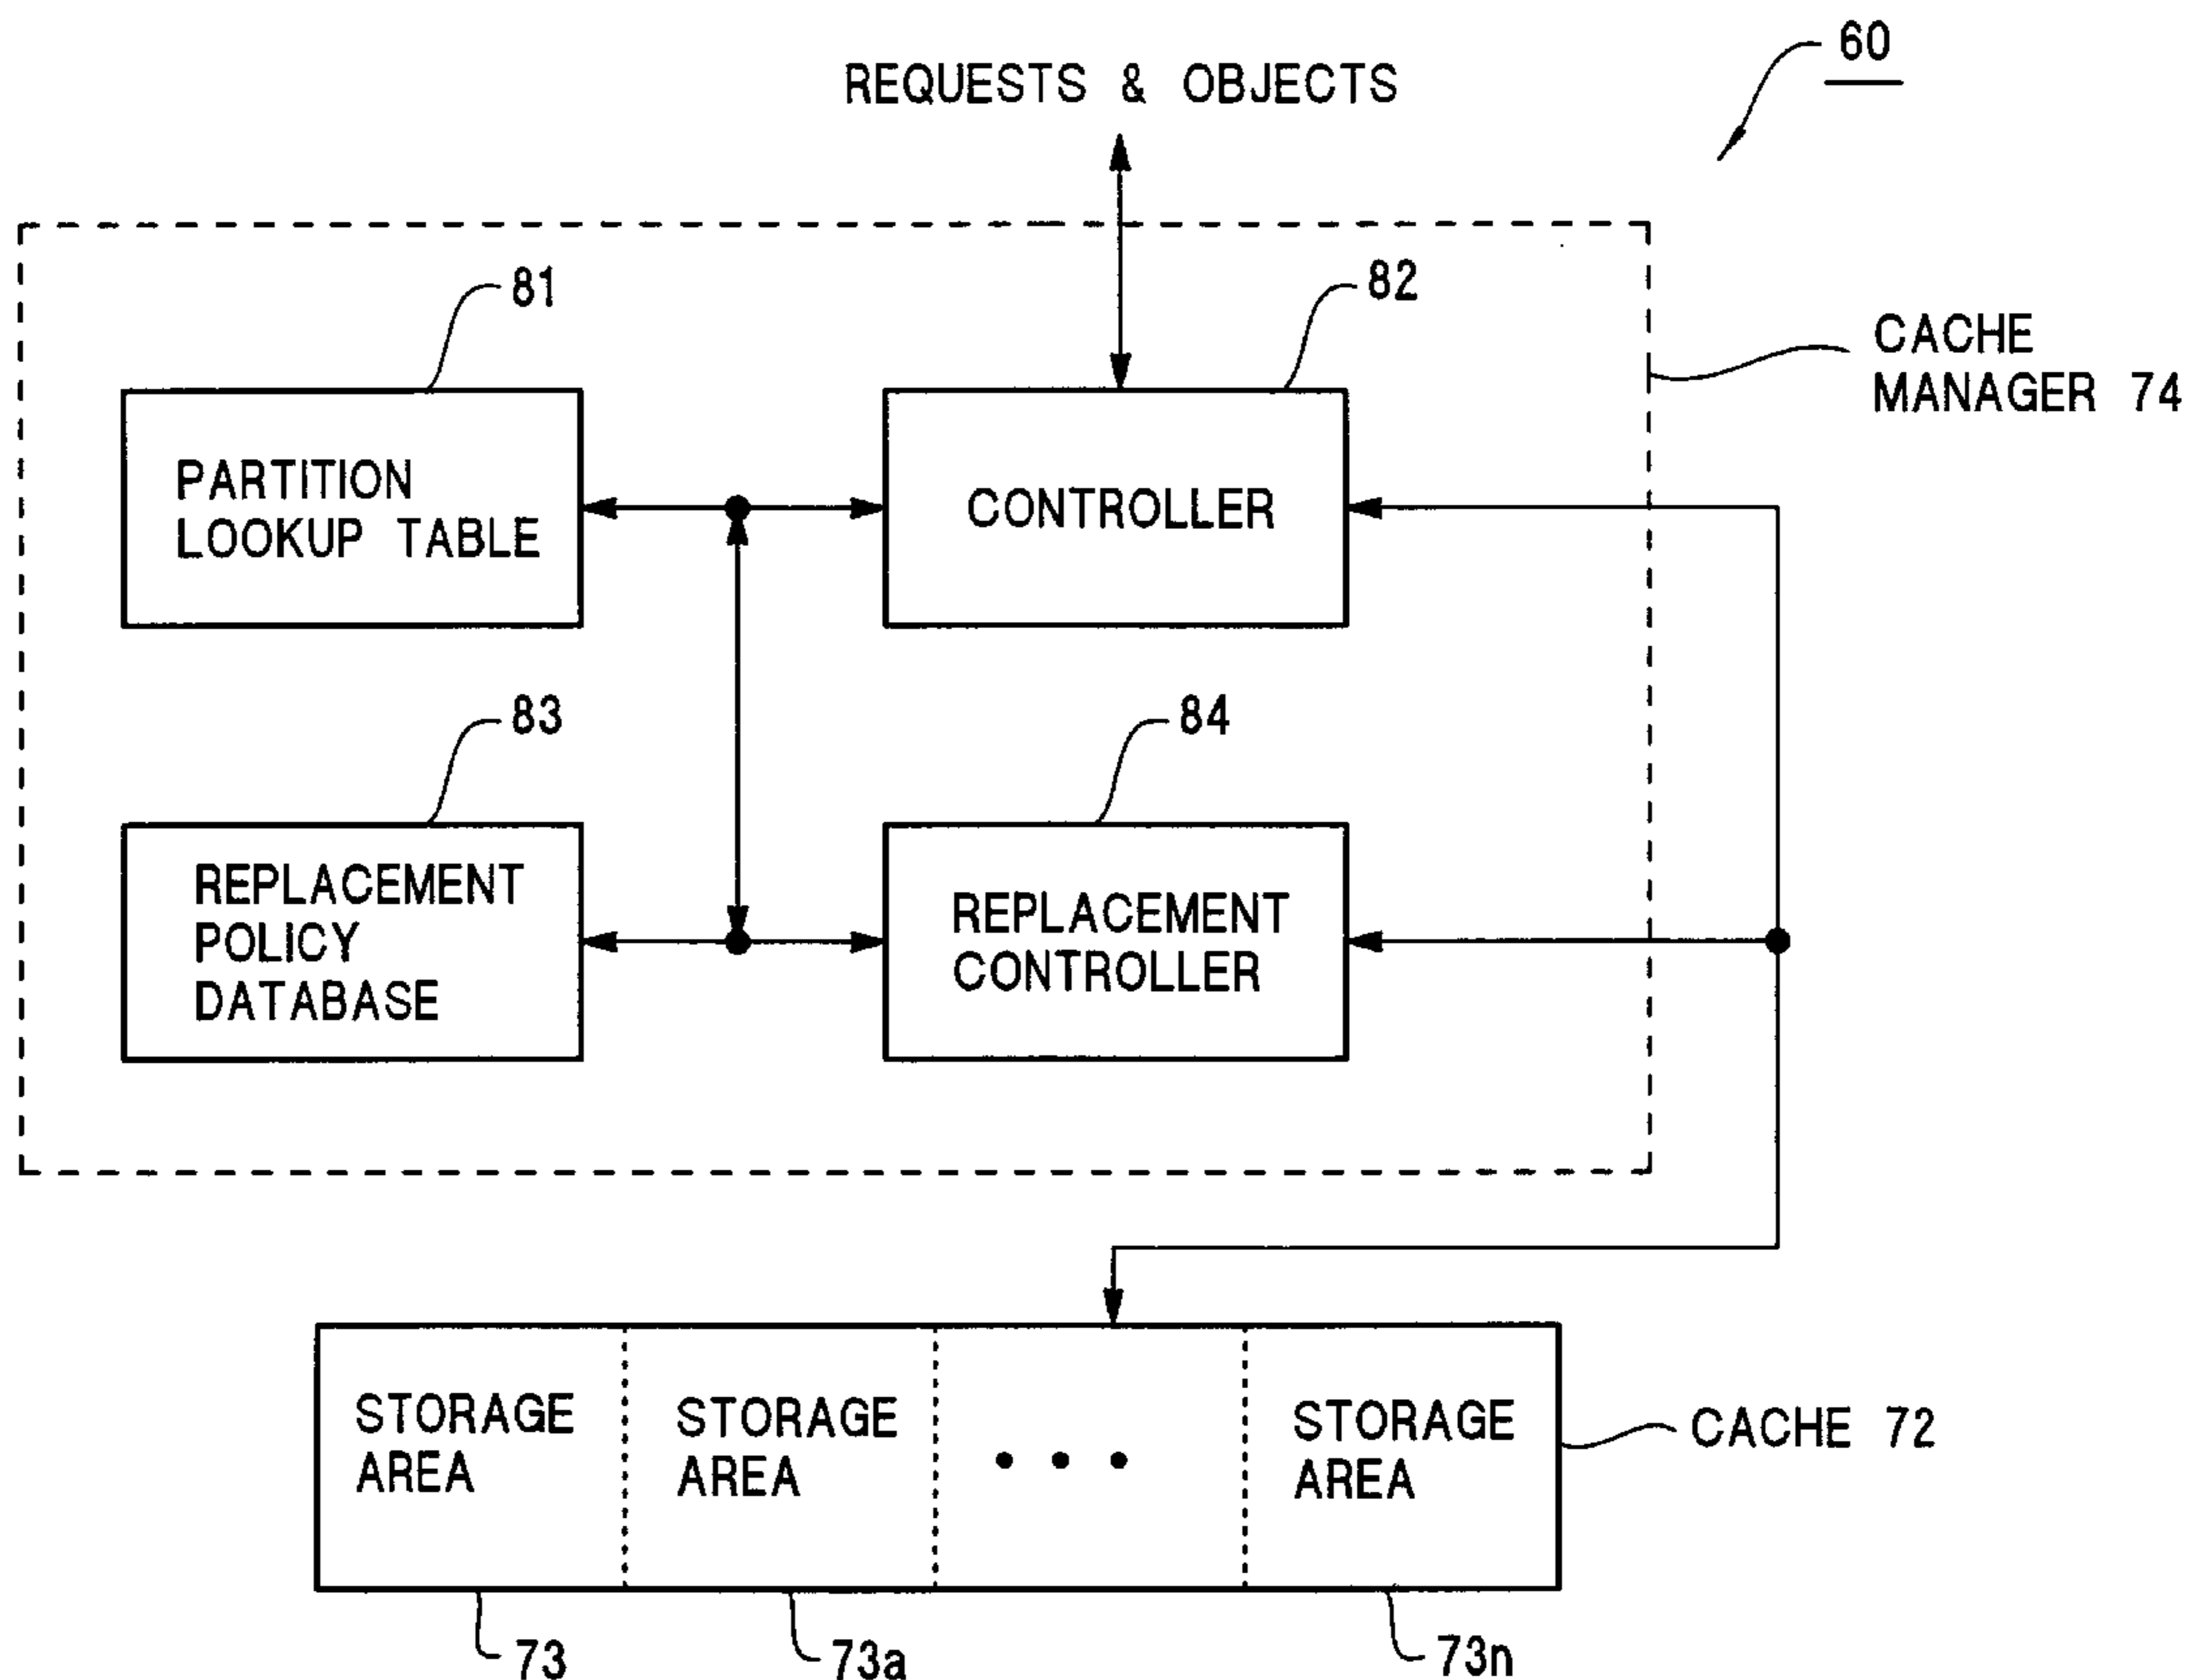 60
REQUESTS & OBJECTS
81
82
CACHE
MANAGER 74
PARTITION
LOOKUP TABLE
CONTROLLER
83
84
REPLACEMENT
POLICY
DATABASE
REPLACEMENT
CONTROLLER
STORAGE
AREA
STORAGE
AREA
• • •
STORAGE
AREA
CACHE 72
73
73a
73n